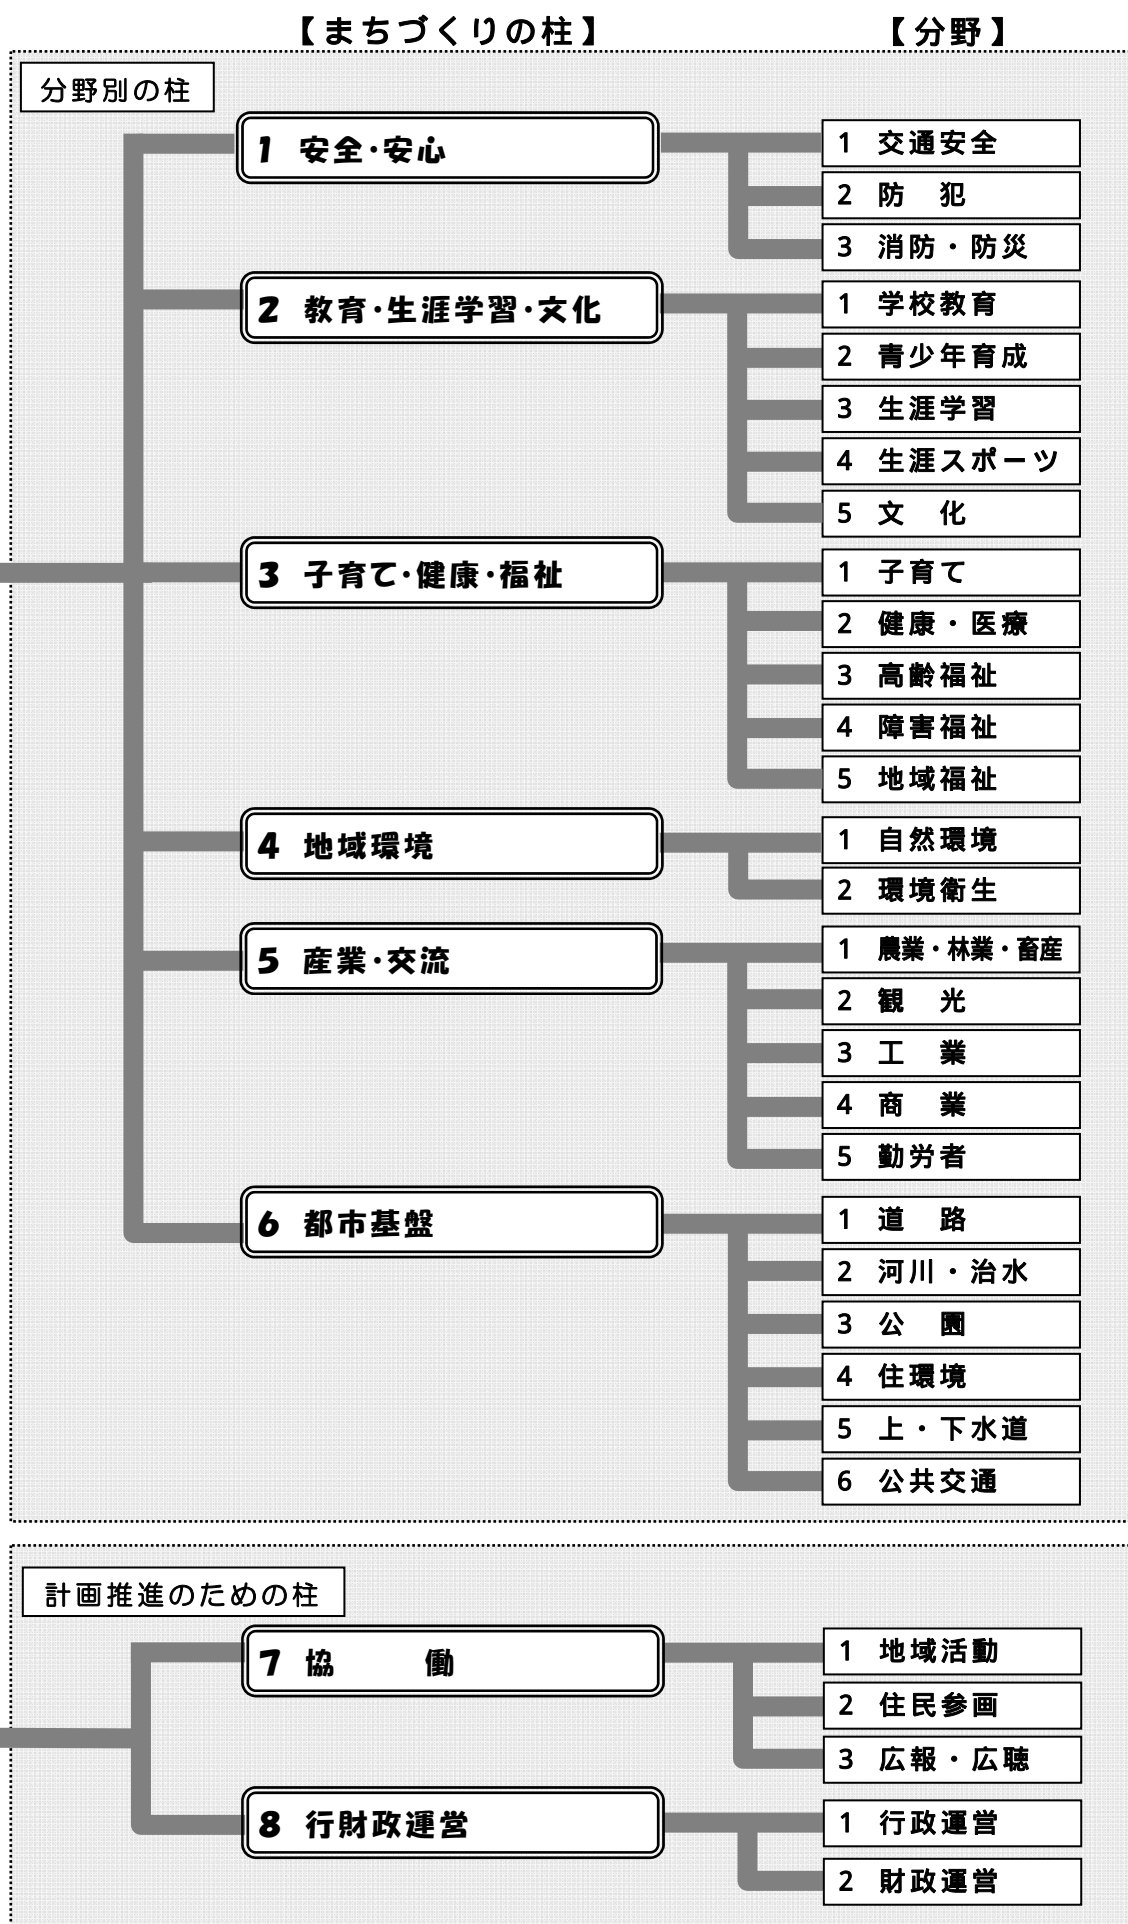 【まちづくりの柱】 【分野】
分野別の柱
1 安全・安心
1 交通安全
2 防 犯
3 消防・防災
2 教育・生涯学習・文化
1 学校教育
2 青少年育成
3 生涯学習
4 生涯スポーツ
5 文 化
3 子育て・健康・福祉
1 子育て
2 健康・医療
3 高齢福祉
4 障害福祉
5 地域福祉
4 地域環境
1 自然環境
2 環境衛生
5 産業・交流
1 農業・林業・畜産
2 観 光
3 工 業
4 商 業
5 勤労者
6 都市基盤
1 道 路
2 河川・治水
3 公 園
4 住環境
5 上・下水道
6 公共交通
計画推進のための柱
7 協 働
1 地域活動
2 住民参画
3 広報・広聴
8 行財政運営
1 行政運営
2 財政運営